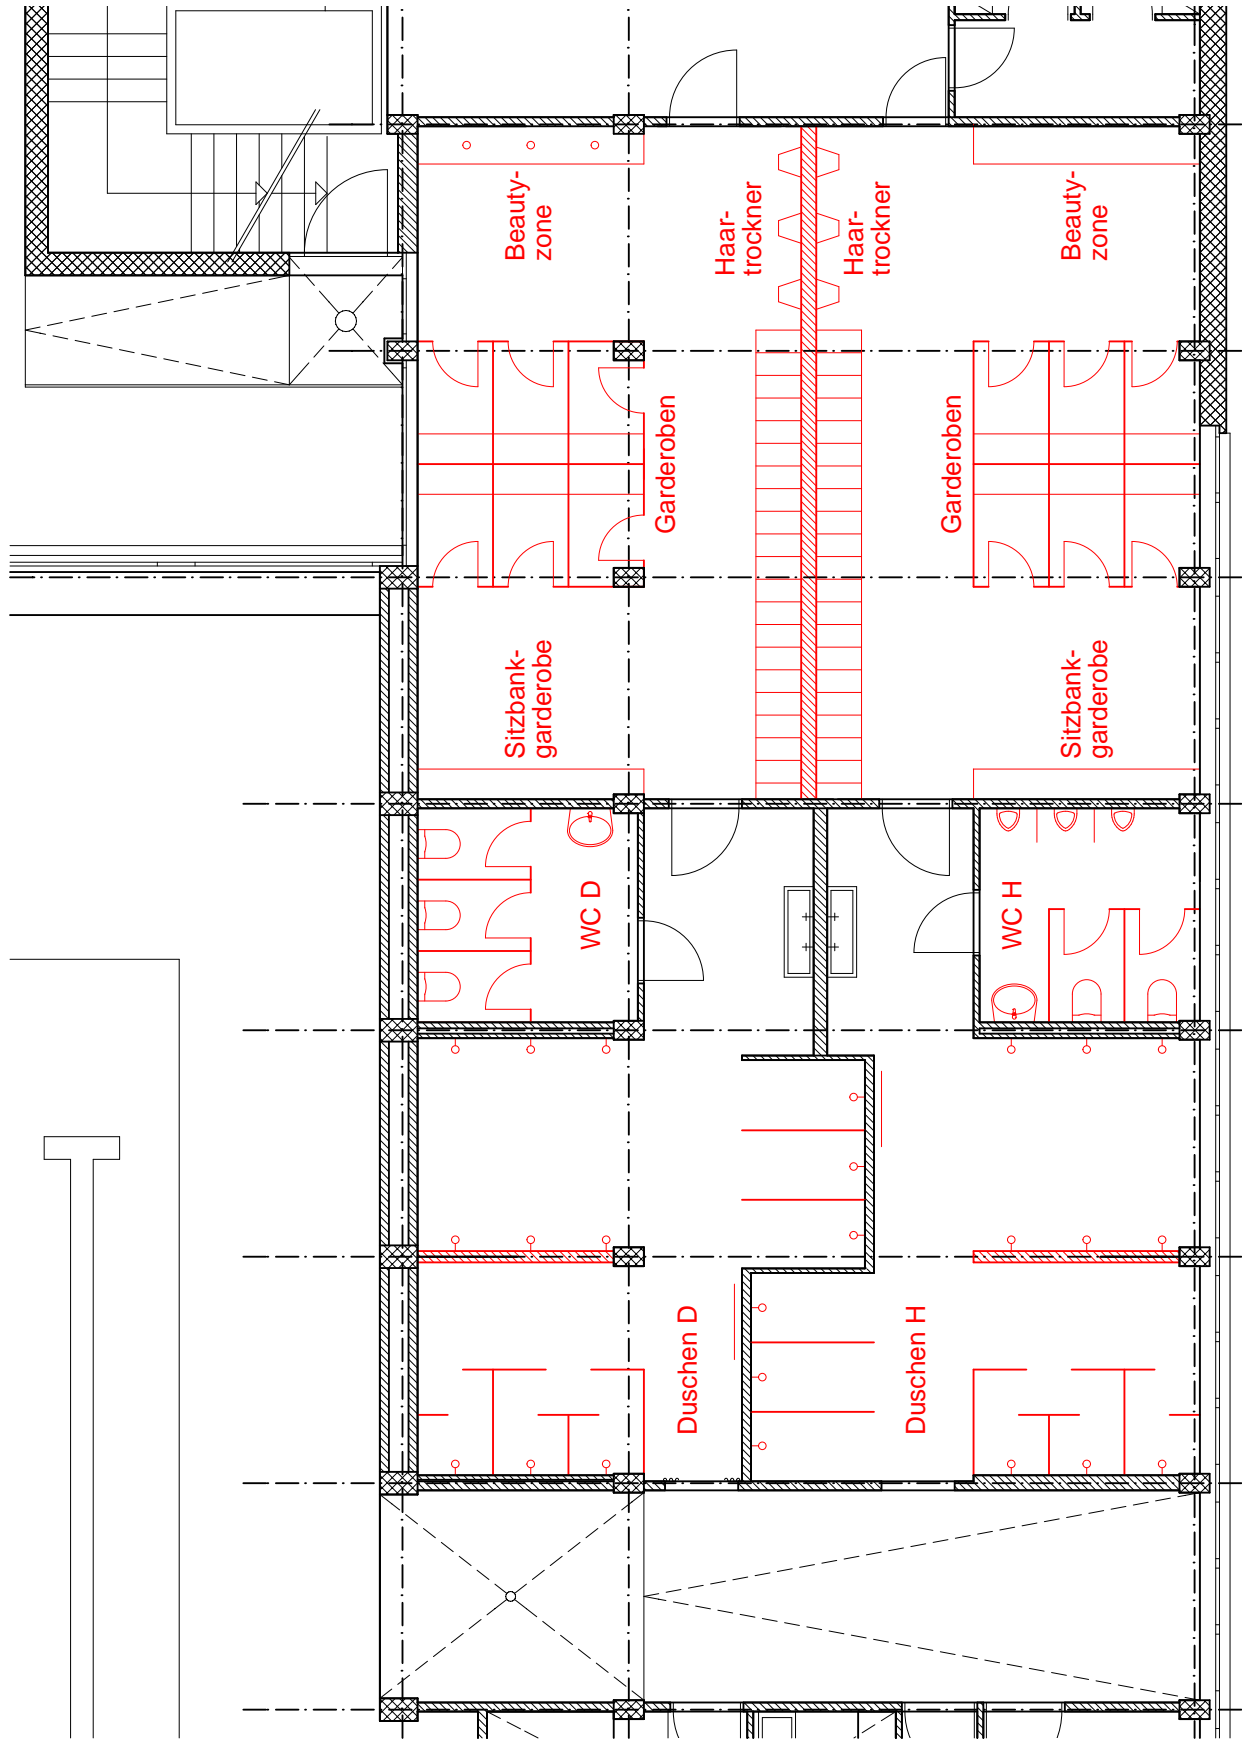 Beauty-
zone
Haar-
trockner
Haar-
trockner
Beauty-
zone
Garderoben
Garderoben
Sitzbank-
garderobe
Sitzbank-
garderobe
WC D
WC H
Duschen D
Duschen H